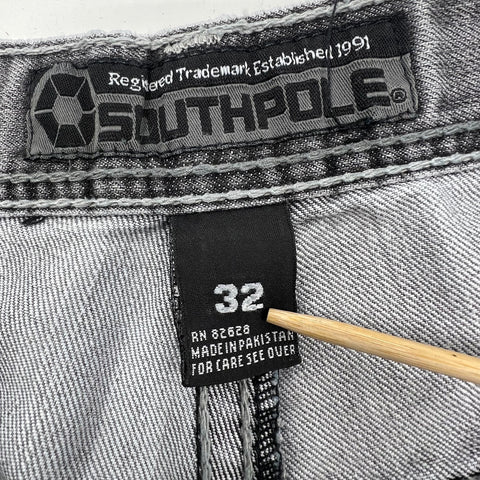 Registered Trademark Established 1991
SOUTHPOLE®
32
RN 82628
MADE IN PAKISTAN
FOR CARE SEE OVER